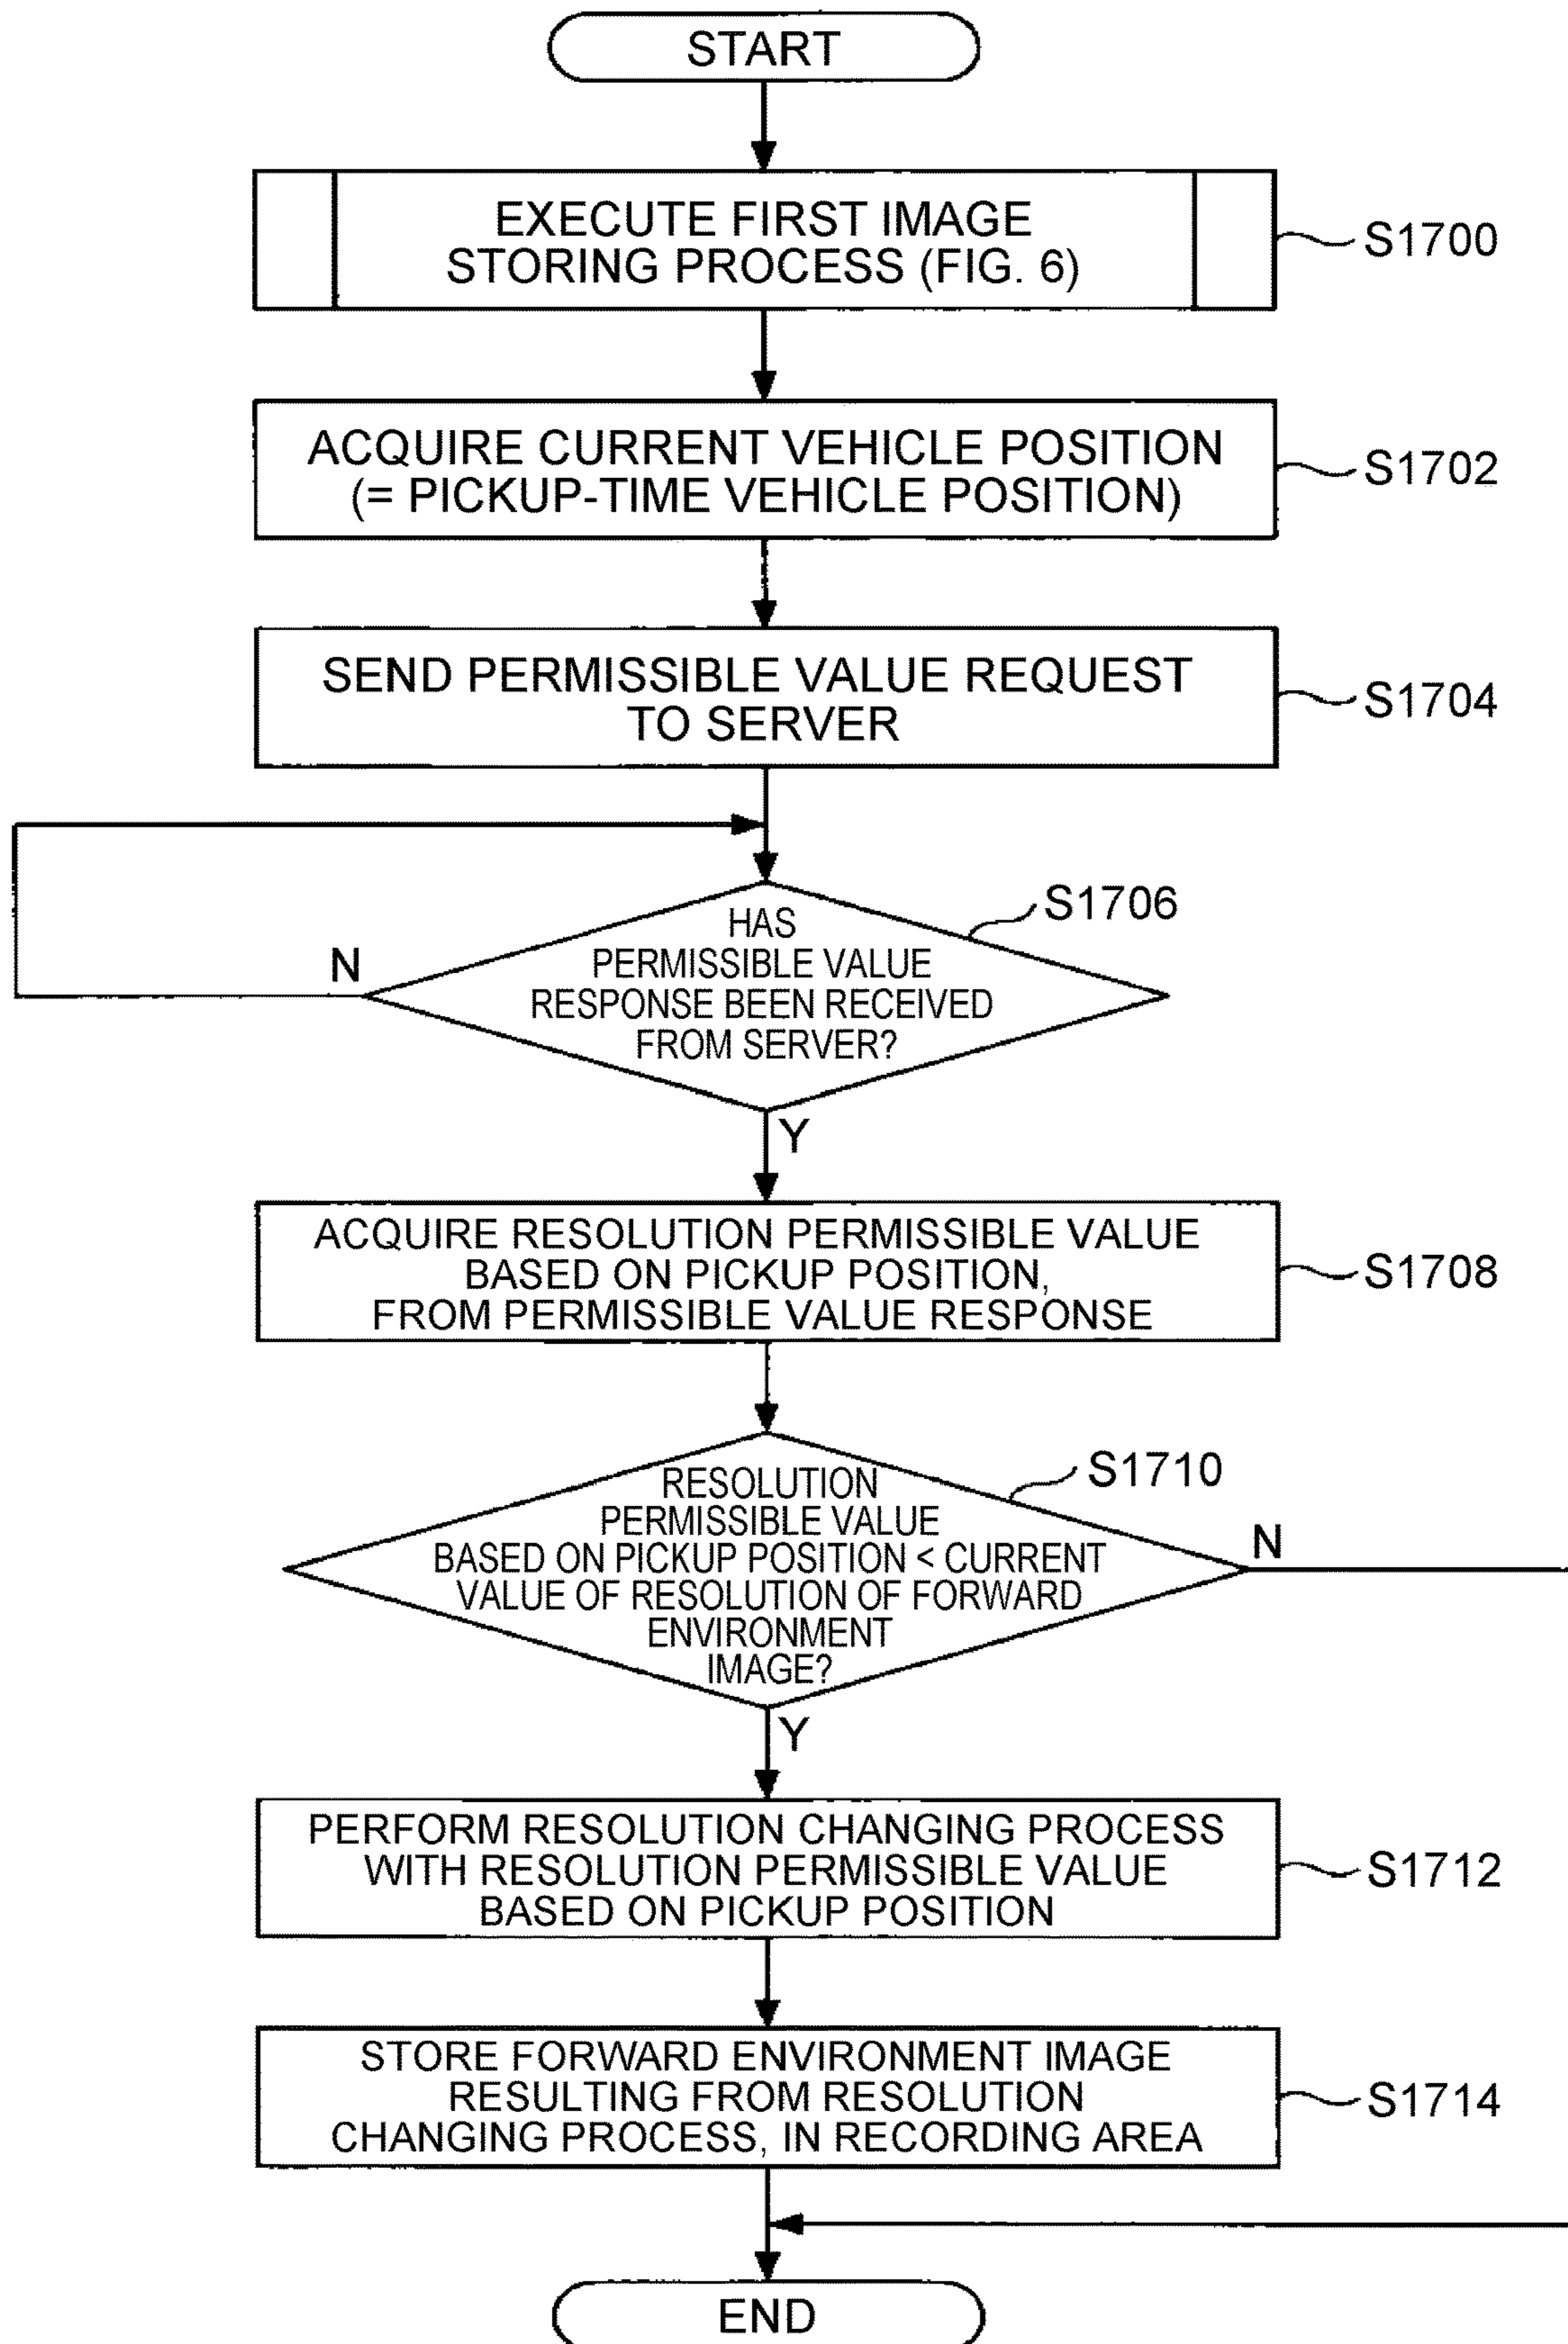 START
EXECUTE FIRST IMAGE
STORING PROCESS (FIG. 6)
S1700
ACQUIRE CURRENT VEHICLE POSITION
(= PICKUP-TIME VEHICLE POSITION)
S1702
SEND PERMISSIBLE VALUE REQUEST
TO SERVER
S1704
S1706
HAS
PERMISSIBLE VALUE
RESPONSE BEEN RECEIVED
FROM SERVER?
N
Y
ACQUIRE RESOLUTION PERMISSIBLE VALUE
BASED ON PICKUP POSITION,
FROM PERMISSIBLE VALUE RESPONSE
S1708
S1710
RESOLUTION
PERMISSIBLE VALUE
BASED ON PICKUP POSITION < CURRENT
VALUE OF RESOLUTION OF FORWARD
ENVIRONMENT
IMAGE?
N
Y
PERFORM RESOLUTION CHANGING PROCESS
WITH RESOLUTION PERMISSIBLE VALUE
BASED ON PICKUP POSITION
S1712
STORE FORWARD ENVIRONMENT IMAGE
RESULTING FROM RESOLUTION
CHANGING PROCESS, IN RECORDING AREA
S1714
END